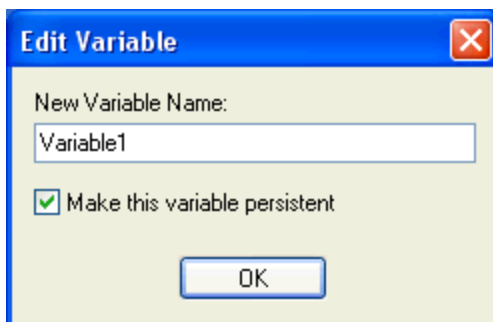 Edit Variable
New Variable Name:
Variable1
Make this variable persistent
OK